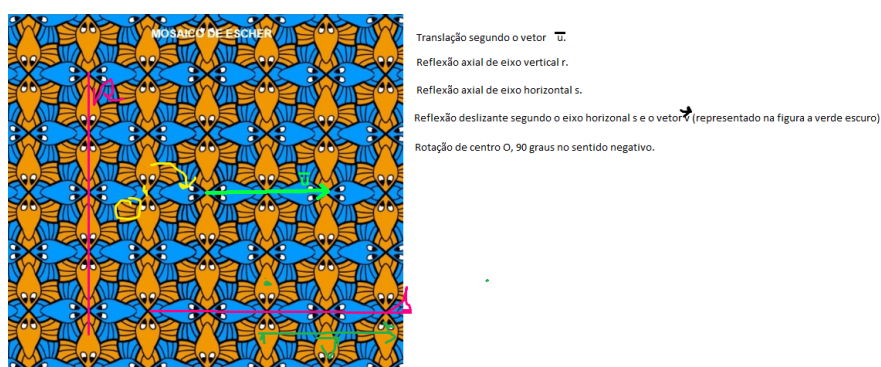 MOSAICO DE ESCHER
Translação segundo o vetor u.
Reflexão axial de eixo vertical r.
Reflexão axial de eixo horizontal s.
Reflexão deslizante segundo o eixo horizonal s e o vetor v (representado na figura a verde escuro)
Rotação de centro O, 90 graus no sentido negativo.
r
u
s
v